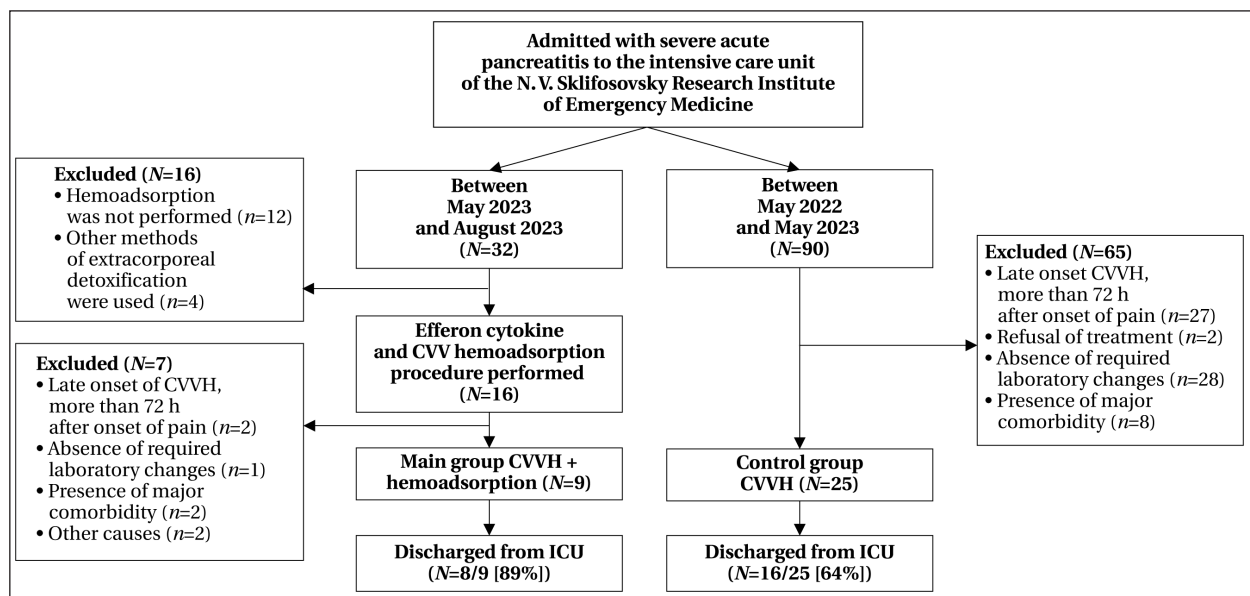 Admitted with severe acute
pancreatitis to the intensive care unit
of the N. V. Sklifosovsky Research Institute
of Emergency Medicine
Excluded (N=16)
• Hemoadsorption
was not performed (n=12)
• Other methods
of extracorporeal
detoxification
were used (n=4)
Between
May 2023
and August 2023
(N=32)
Between
May 2022
and May 2023
(N=90)
Excluded (N=65)
• Late onset CVVH,
more than 72 h
after onset of pain (n=27)
• Refusal of treatment (n=2)
• Absence of required
laboratory changes (n=28)
• Presence of major
comorbidity (n=8)
Efferon cytokine
and CVV hemoadsorption
procedure performed
(N=16)
Excluded (N=7)
• Late onset of CVVH,
more than 72 h
after onset of pain (n=2)
• Absence of required
laboratory changes (n=1)
• Presence of major
comorbidity (n=2)
• Other causes (n=2)
Main group CVVH +
hemoadsorption (N=9)
Control group
CVVH (N=25)
Discharged from ICU
(N=8/9 [89%])
Discharged from ICU
(N=16/25 [64%])